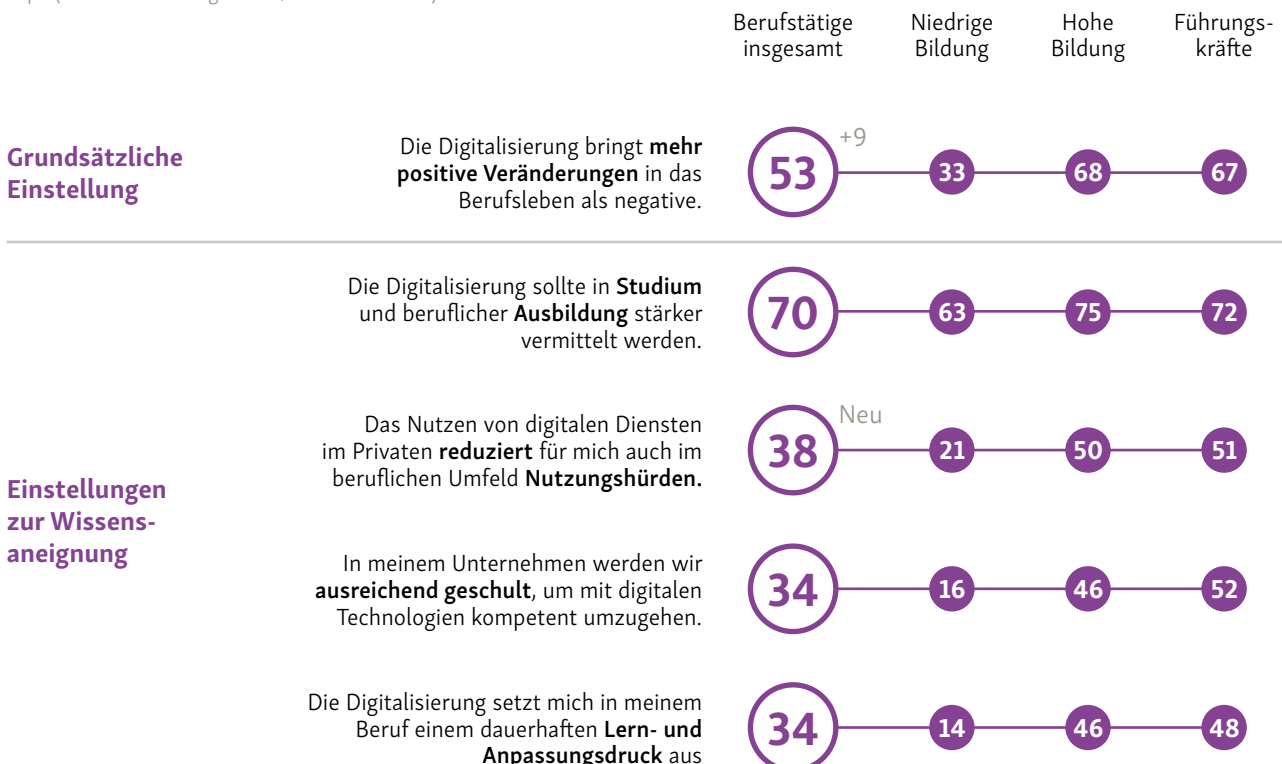 Berufstätige
insgesamt
Niedrige
Bildung
Hohe
Bildung
Führungs-
kräfte
Grundsätzliche
Einstellung
Die Digitalisierung bringt mehr
positive Veränderungen in das
Berufsleben als negative.
53
+9
33
68
67
Die Digitalisierung sollte in Studium
und beruflicher Ausbildung stärker
vermittelt werden.
70
63
75
72
Einstellungen
zur Wissens-
aneignung
Das Nutzen von digitalen Diensten
im Privaten reduziert für mich auch im
beruflichen Umfeld Nutzungshürden.
38
Neu
21
50
51
In meinem Unternehmen werden wir
ausreichend geschult, um mit digitalen
Technologien kompetent umzugehen.
34
16
46
52
Die Digitalisierung setzt mich in meinem
Beruf einem dauerhaften Lern- und
Anpassungsdruck aus
34
14
46
48